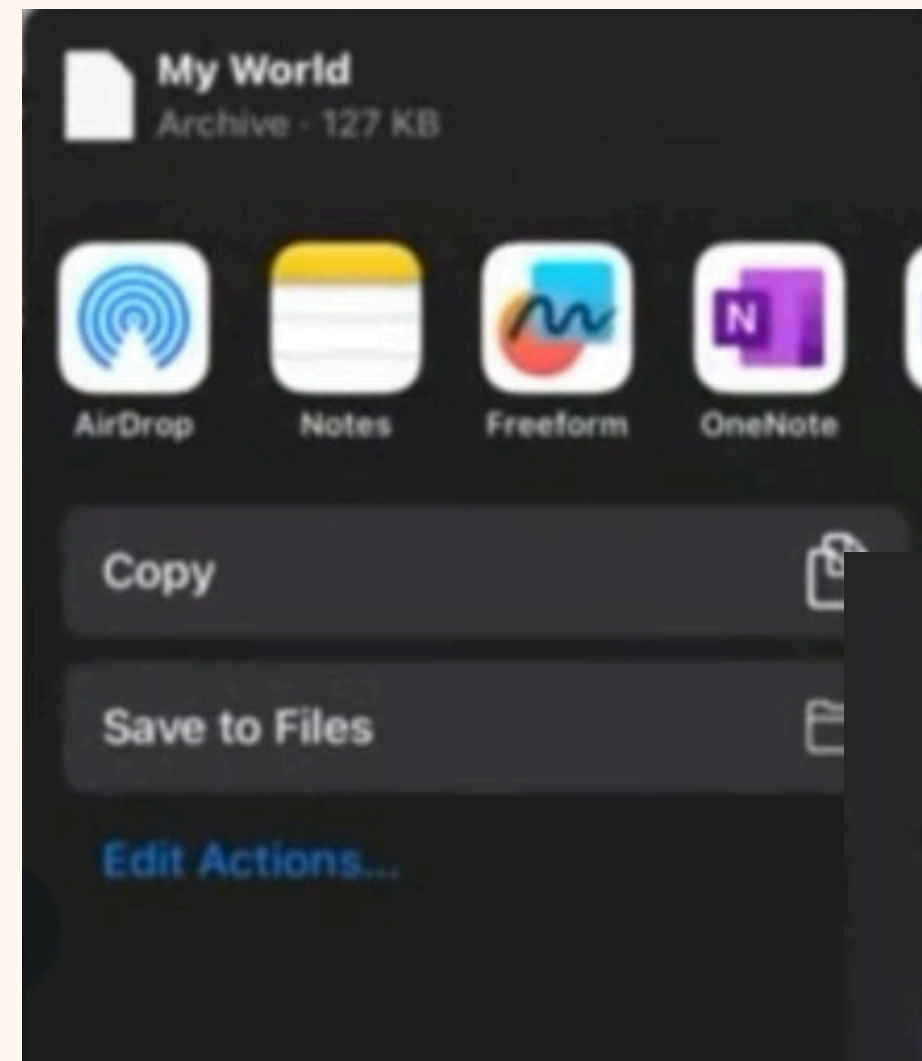 My World
Archive · 127 KB
AirDrop Notes Freeform OneNote
N
Copy
Save to Files
Edit Actions...